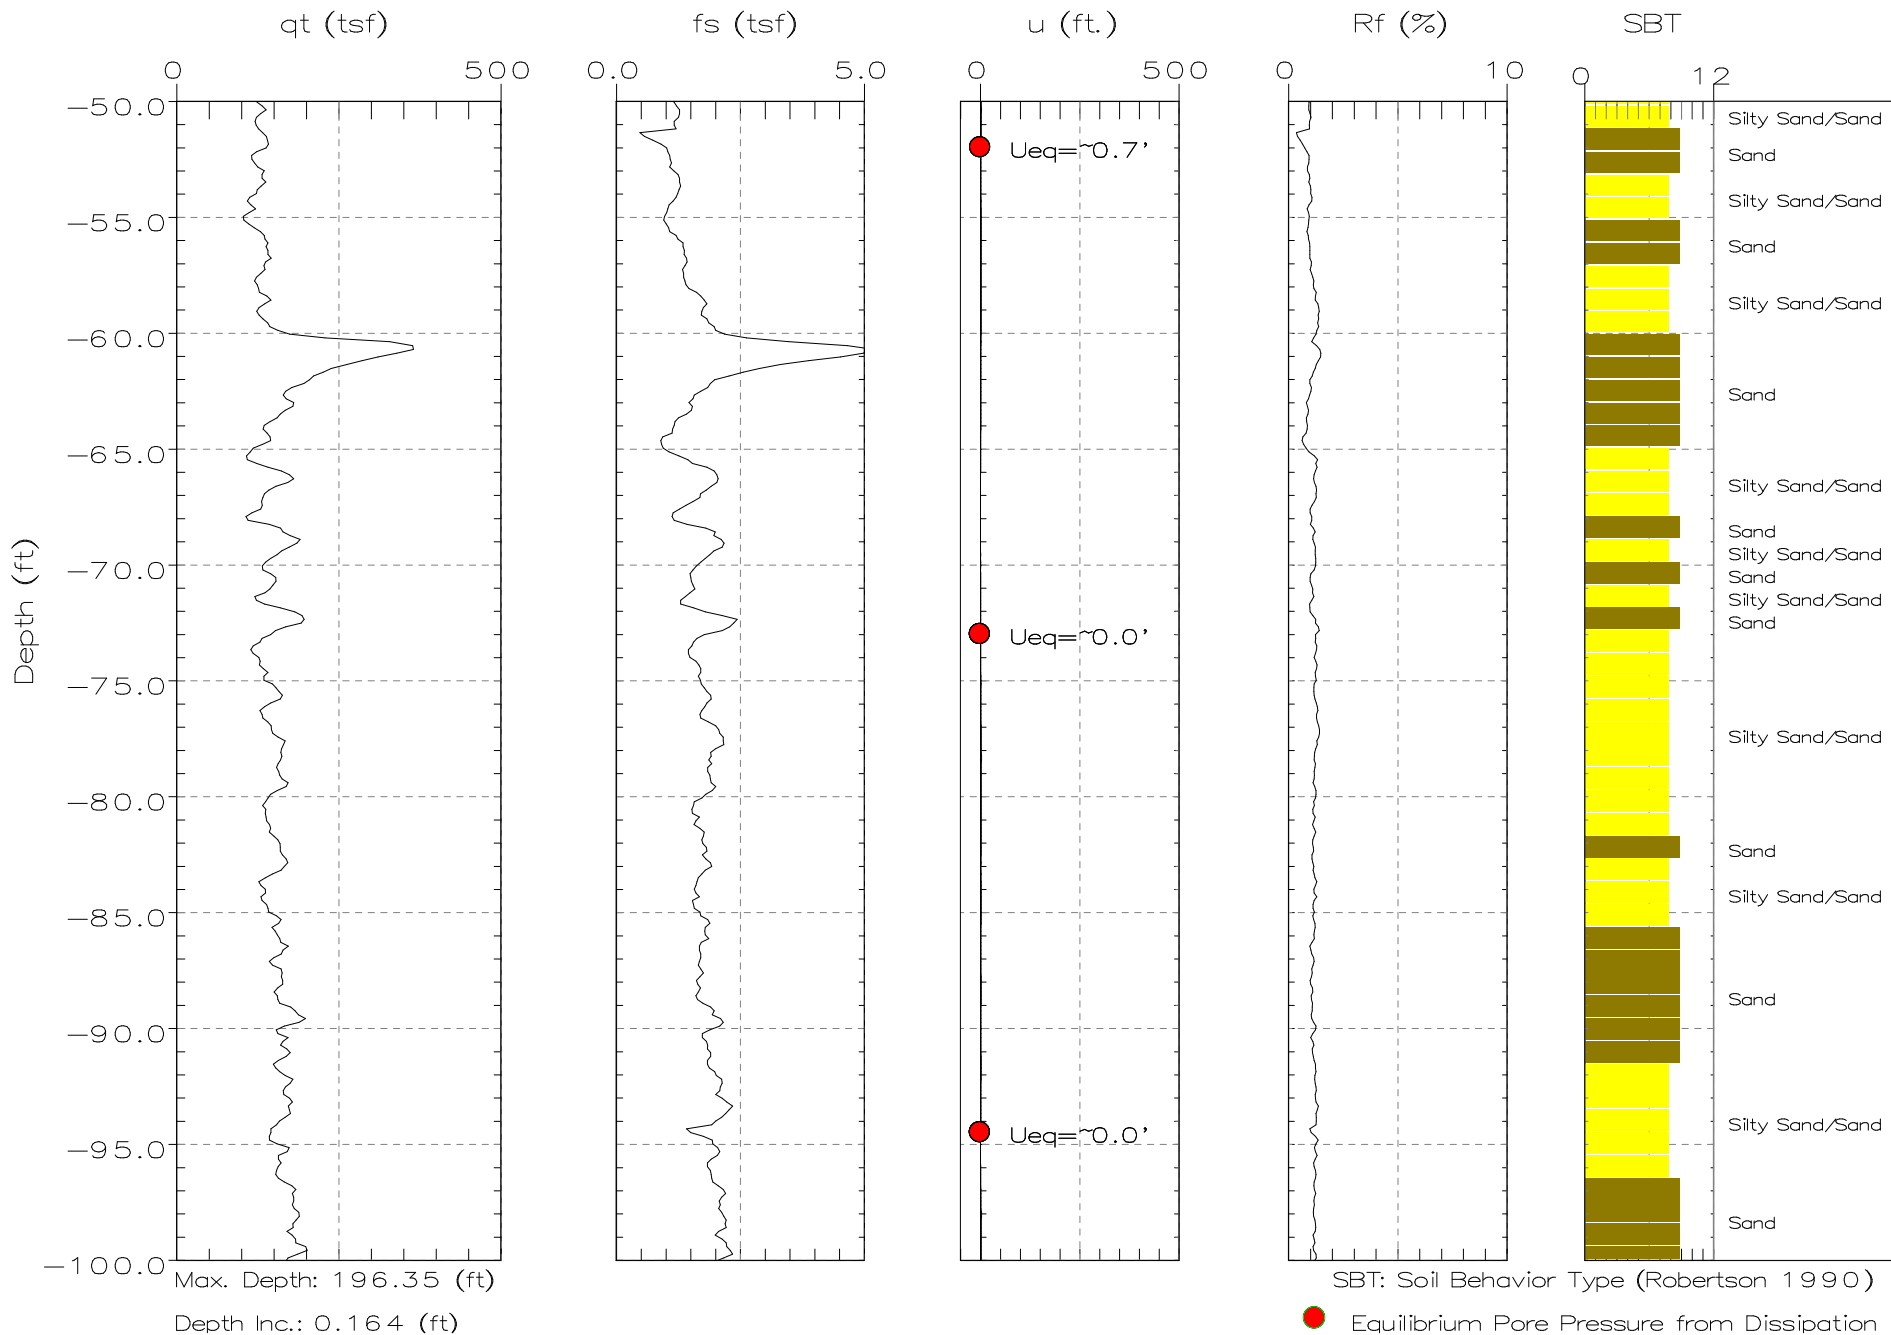 qt (tsf) fs (tsf) u (ft.) Rf (%) SBT
0 500 0.0 5.0 0 500 0 10 0 12
Depth (ft)
-50.0
-55.0
-60.0
-65.0
-70.0
-75.0
-80.0
-85.0
-90.0
-95.0
-100.0
Ueq=~0.7'
Ueq=~0.0'
Ueq=~0.0'
Silty Sand/Sand
Sand
Silty Sand/Sand
Sand
Silty Sand/Sand
Sand
Silty Sand/Sand
Sand
Silty Sand/Sand
Sand
Silty Sand/Sand
Sand
Silty Sand/Sand
Sand
Silty Sand/Sand
Sand
Silty Sand/Sand
Sand
Max. Depth: 196.35 (ft)
Depth Inc.: 0.164 (ft)
SBT: Soil Behavior Type (Robertson 1990)
Equilibrium Pore Pressure from Dissipation